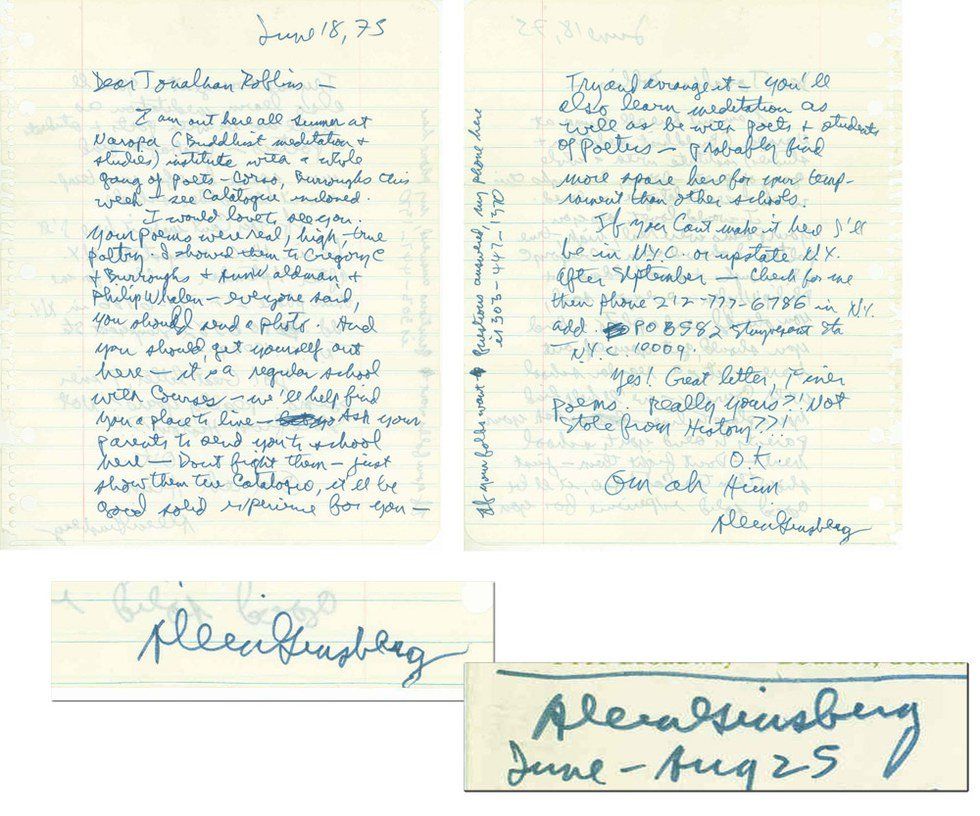 June 18, 75
Dear Jonathan Robbins —
I am out here all summer at
Naropa (Buddhist meditation &
studies) institute with a whole
gang of poets – Corso, Burroughs this
week – see Catalogue enclosed.
I would love to see you.
Your poems were real, high, true
poetry. I showed them to Gregory C
& Burroughs & Ann Waldman &
Philip Whalen – everyone said,
you should send a photo. And
you should get yourself out
here – it is a regular school
with courses – we'll help find
you a place to live – Ask your
parents to send you to school
here — Dont fight them – just
show them the Catalogue, it'll be
good solid experience for you —
If your folks want questions answered, my phone here
is 303-447-1370
Try and arrange it – you'll
also learn meditation as
well as be with poets & students
of Poetics — probably find
more space here for your temp-
rament than other schools.
If you Cant make it here I'll
be in N.Y.C. or upstate N.Y.
after September — Check for me
then phone 212-777-6786 in N.Y.
add. PO B 582 Stuyvesant Sta
N.Y.C. 10009.
Yes! Great letter, Finer
poems. Really yours?! Not
stole from History??!
O.K.
Om ah Hum
Allen Ginsberg
Allen Ginsberg
Allen Ginsberg
June – Aug 25